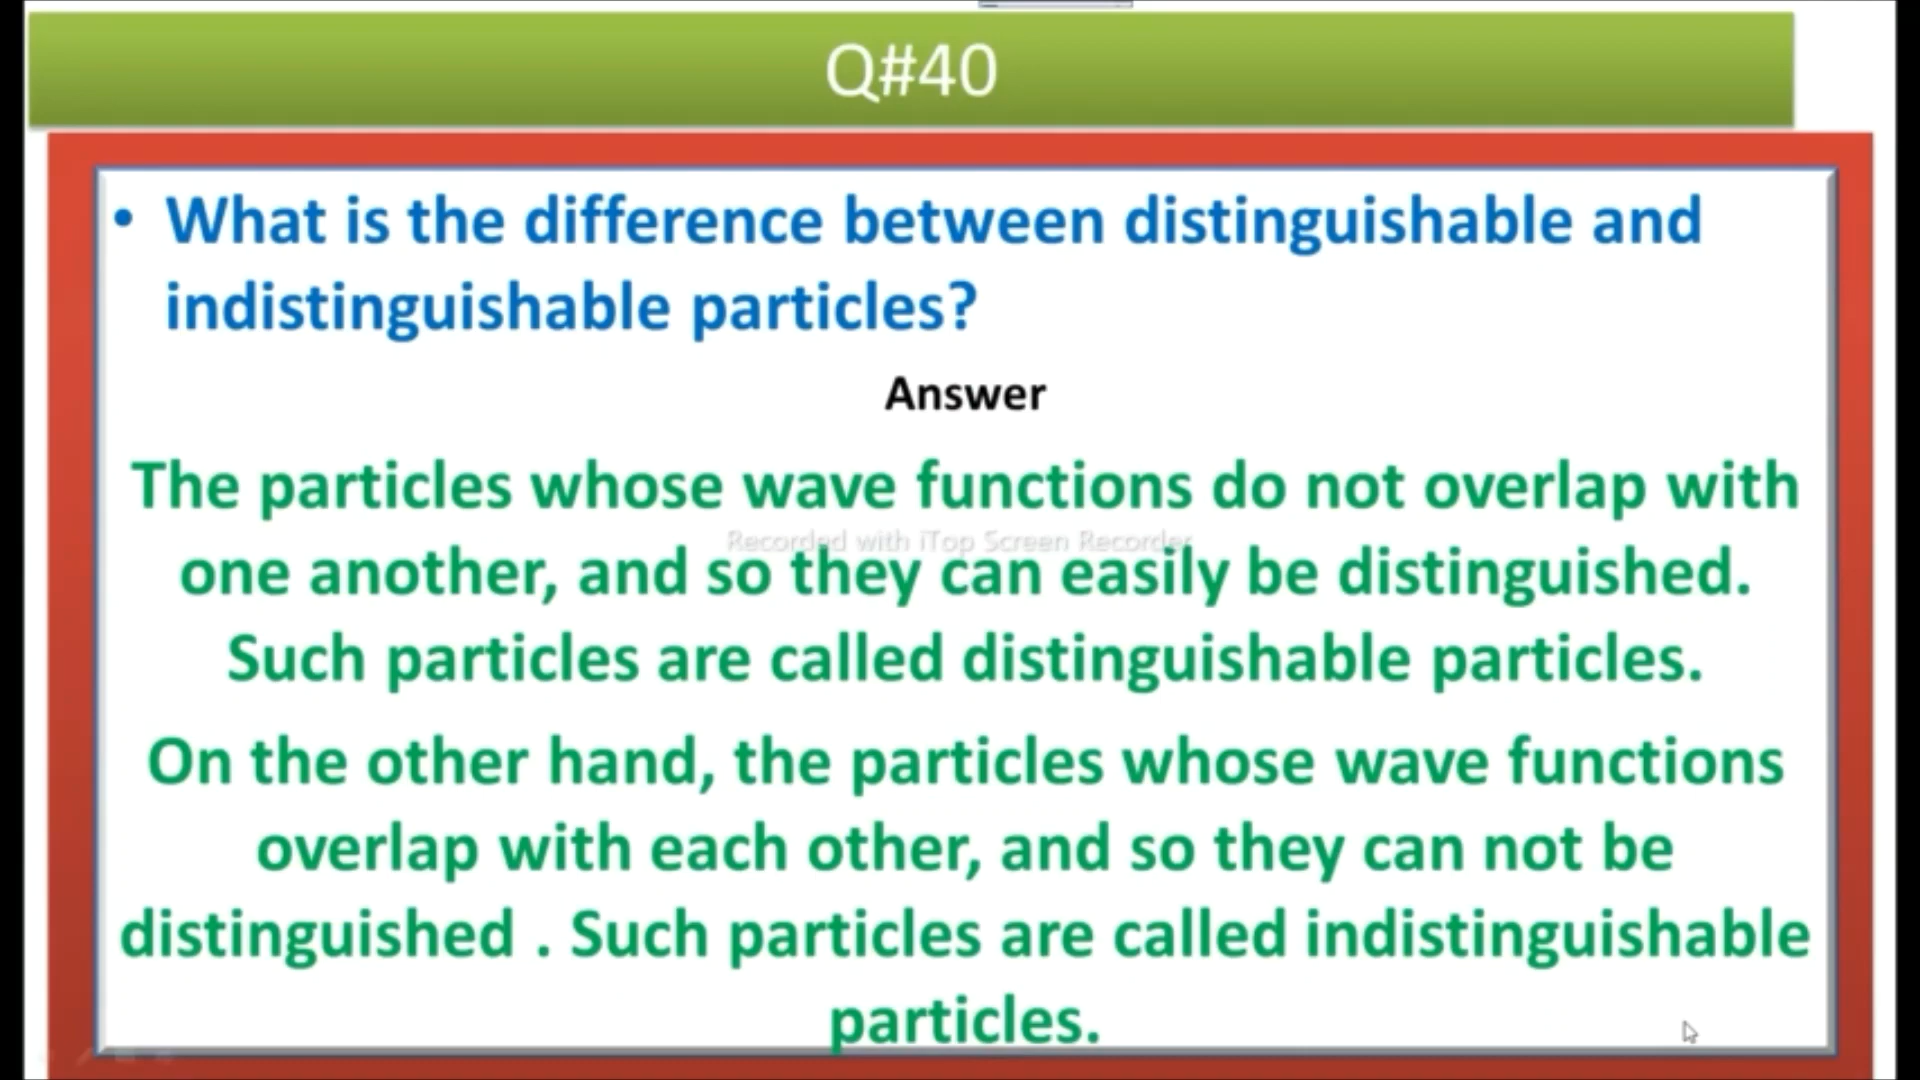 Q#40
• What is the difference between distinguishable and
indistinguishable particles?
Answer
The particles whose wave functions do not overlap with
Recorded with iTop Screen Recorder
one another, and so they can easily be distinguished.
Such particles are called distinguishable particles.
On the other hand, the particles whose wave functions
overlap with each other, and so they can not be
distinguished . Such particles are called indistinguishable
particles.